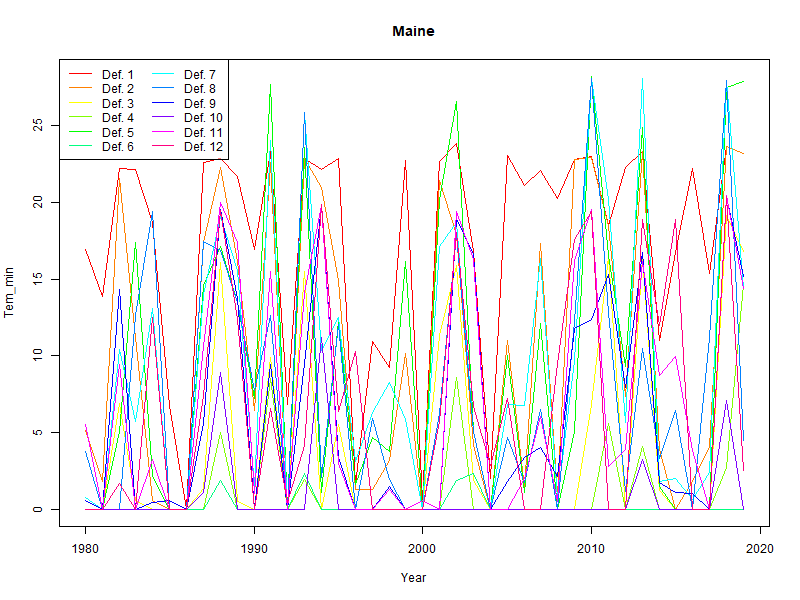 Maine
Def. 1 Def. 7
Def. 2 Def. 8
Def. 3 Def. 9
Def. 4 Def. 10
Def. 5 Def. 11
Def. 6 Def. 12
Tem_min
25
20
15
10
5
0
1980 1990 2000 2010 2020
Year